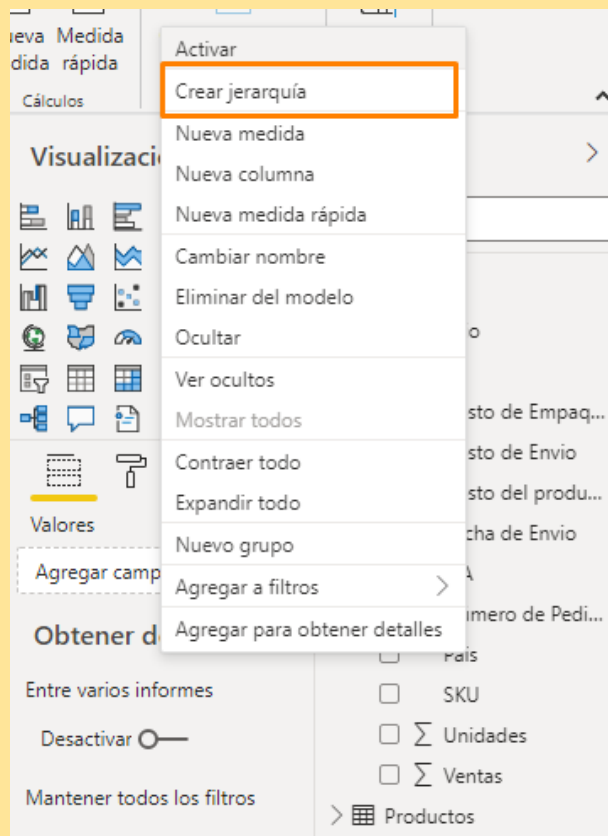 Medida
rápida
Cálculos
Activar
Crear jerarquía
Nueva medida
Nueva columna
Nueva medida rápida
Cambiar nombre
Eliminar del modelo
Ocultar
Ver ocultos
Mostrar todos
Contraer todo
Expandir todo
Nuevo grupo
Agregar a filtros
Agregar para obtener detalles
Visualizaci
Valores
Agregar camp
Obtener d
Entre varios informes
Desactivar
Mantener todos los filtros
o
sto de Empaq...
sto de Envio
sto del produ...
cha de Envio
mero de Pedi...
País
SKU
Unidades
Ventas
Productos